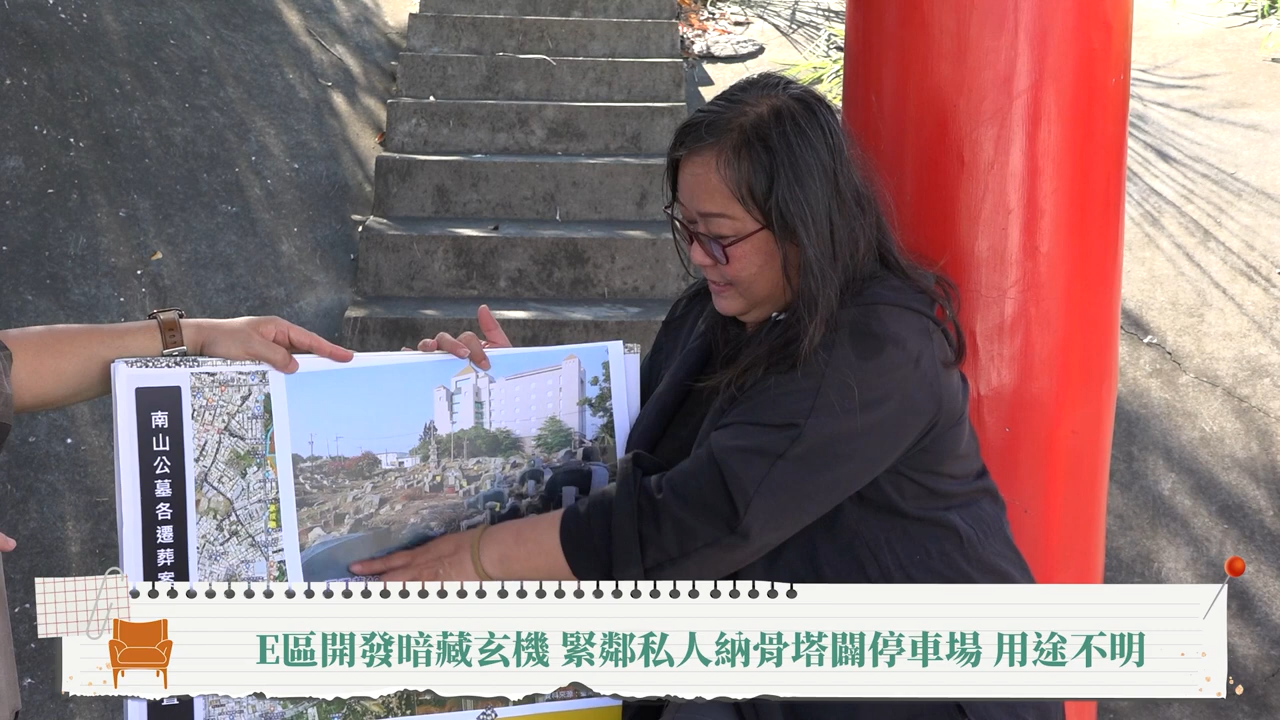 南山公墓各遷葬案
E區開發暗藏玄機 緊鄰私人納骨塔闢停車場 用途不明